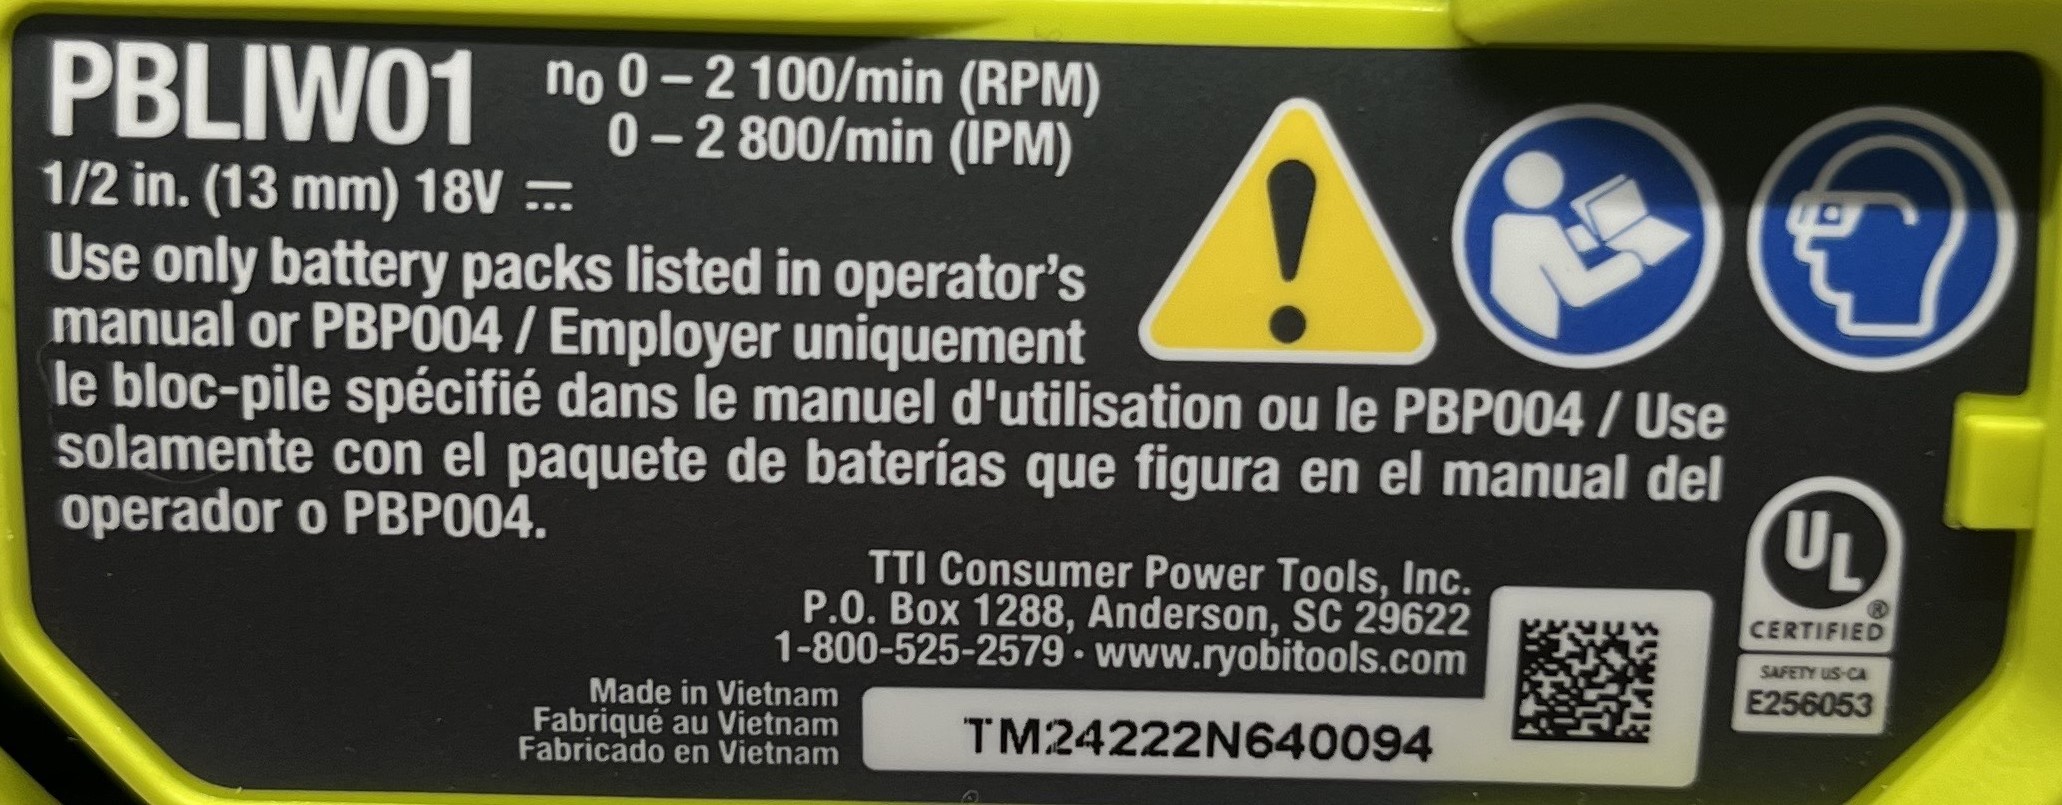 PBLIW01
n₀ 0 – 2 100/min (RPM)
0 – 2 800/min (IPM)
1/2 in. (13 mm) 18V ⎓
Use only battery packs listed in operator’s
manual or PBP004 / Employer uniquement
le bloc-pile spécifié dans le manuel d'utilisation ou le PBP004 / Use
solamente con el paquete de baterías que figura en el manual del
operador o PBP004.
TTI Consumer Power Tools, Inc.
P.O. Box 1288, Anderson, SC 29622
1-800-525-2579 · www.ryobitools.com
Made in Vietnam
Fabriqué au Vietnam
Fabricado en Vietnam
TM24222N640094
UL®
CERTIFIED
SAFETY US-CA
E256053